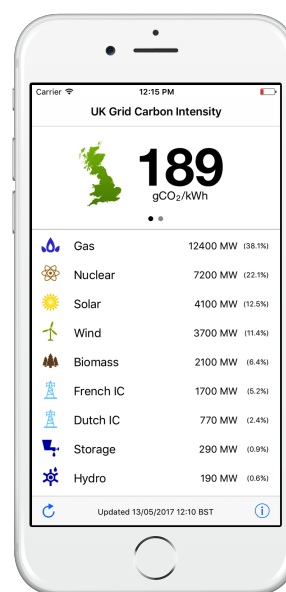 Carrier 12:15 PM
UK Grid Carbon Intensity
189
gCO₂/kWh
Gas 12400 MW (38.1%)
Nuclear 7200 MW (22.1%)
Solar 4100 MW (12.5%)
Wind 3700 MW (11.4%)
Biomass 2100 MW (6.4%)
French IC 1700 MW (5.2%)
Dutch IC 770 MW (2.4%)
Storage 290 MW (0.9%)
Hydro 190 MW (0.6%)
Updated 13/05/2017 12:10 BST